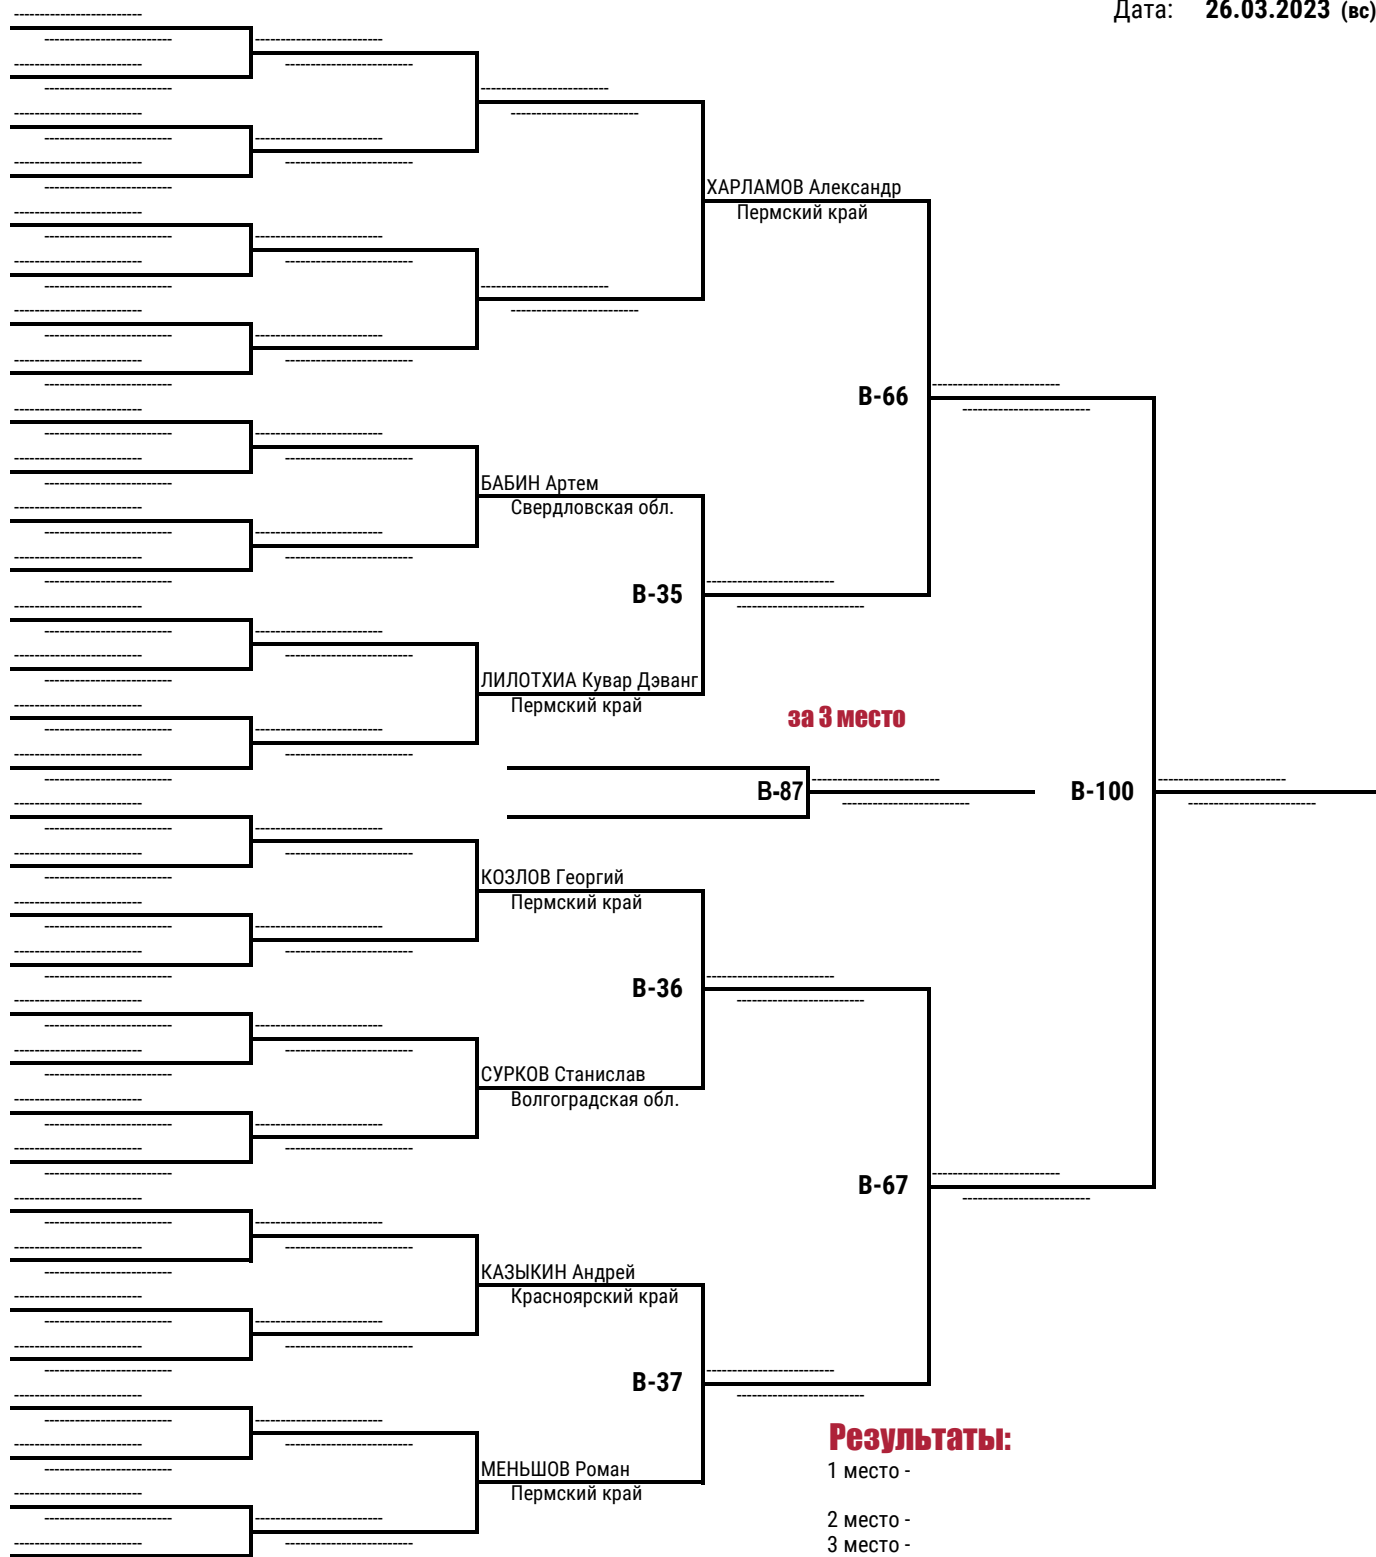 Дата: 26.03.2023 (вс)
ХАРЛАМОВ Александр
Пермский край
B-66
БАБИН Артем
Свердловская обл.
B-35
ЛИЛОТХИА Кувар Дэванг
Пермский край
за 3 место
B-87
B-100
КОЗЛОВ Георгий
Пермский край
B-36
СУРКОВ Станислав
Волгоградская обл.
B-67
КАЗЫКИН Андрей
Красноярский край
B-37
Результаты:
МЕНЬШОВ Роман
1 место -
Пермский край
2 место -
3 место -